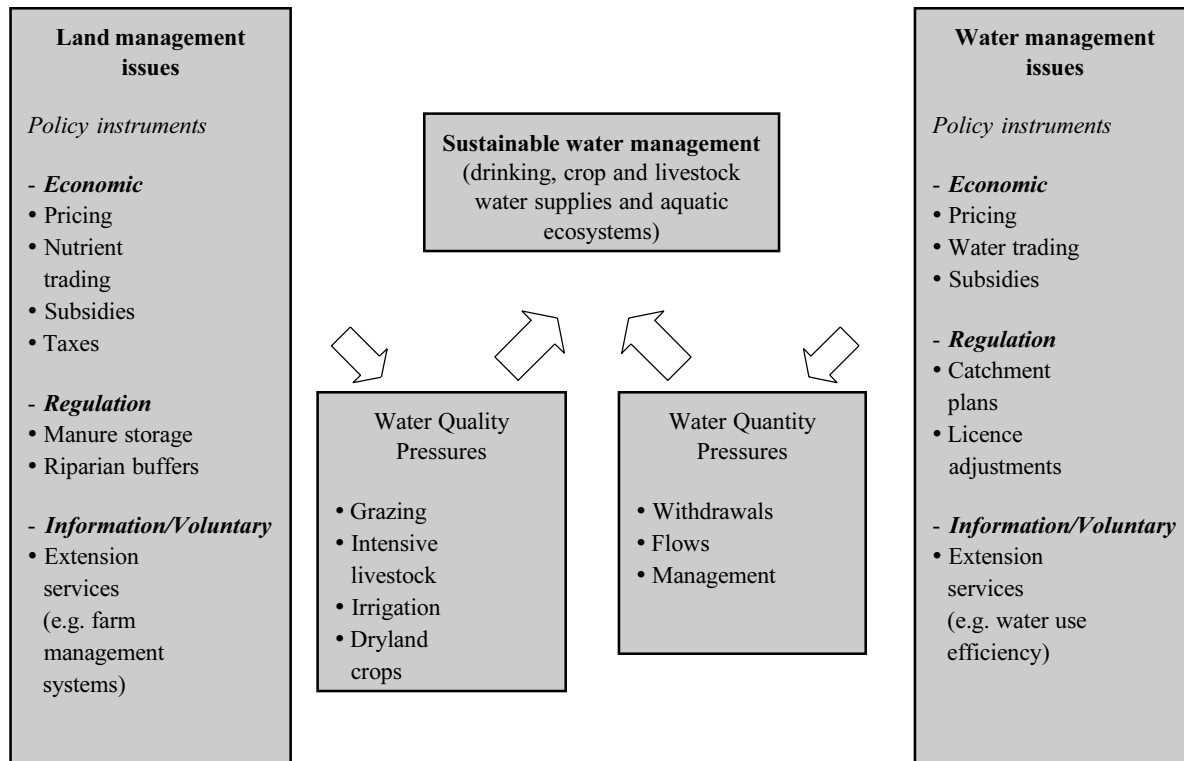 Land management
issues
Policy instruments
- Economic
• Pricing
• Nutrient
trading
• Subsidies
• Taxes
- Regulation
• Manure storage
• Riparian buffers
- Information/Voluntary
• Extension
services
(e.g. farm
management
systems)
Sustainable water management
(drinking, crop and livestock
water supplies and aquatic
ecosystems)
Water Quality
Pressures
• Grazing
• Intensive
livestock
• Irrigation
• Dryland
crops
Water Quantity
Pressures
• Withdrawals
• Flows
• Management
Water management
issues
Policy instruments
- Economic
• Pricing
• Water trading
• Subsidies
- Regulation
• Catchment
plans
• Licence
adjustments
- Information/Voluntary
• Extension
services
(e.g. water use
efficiency)